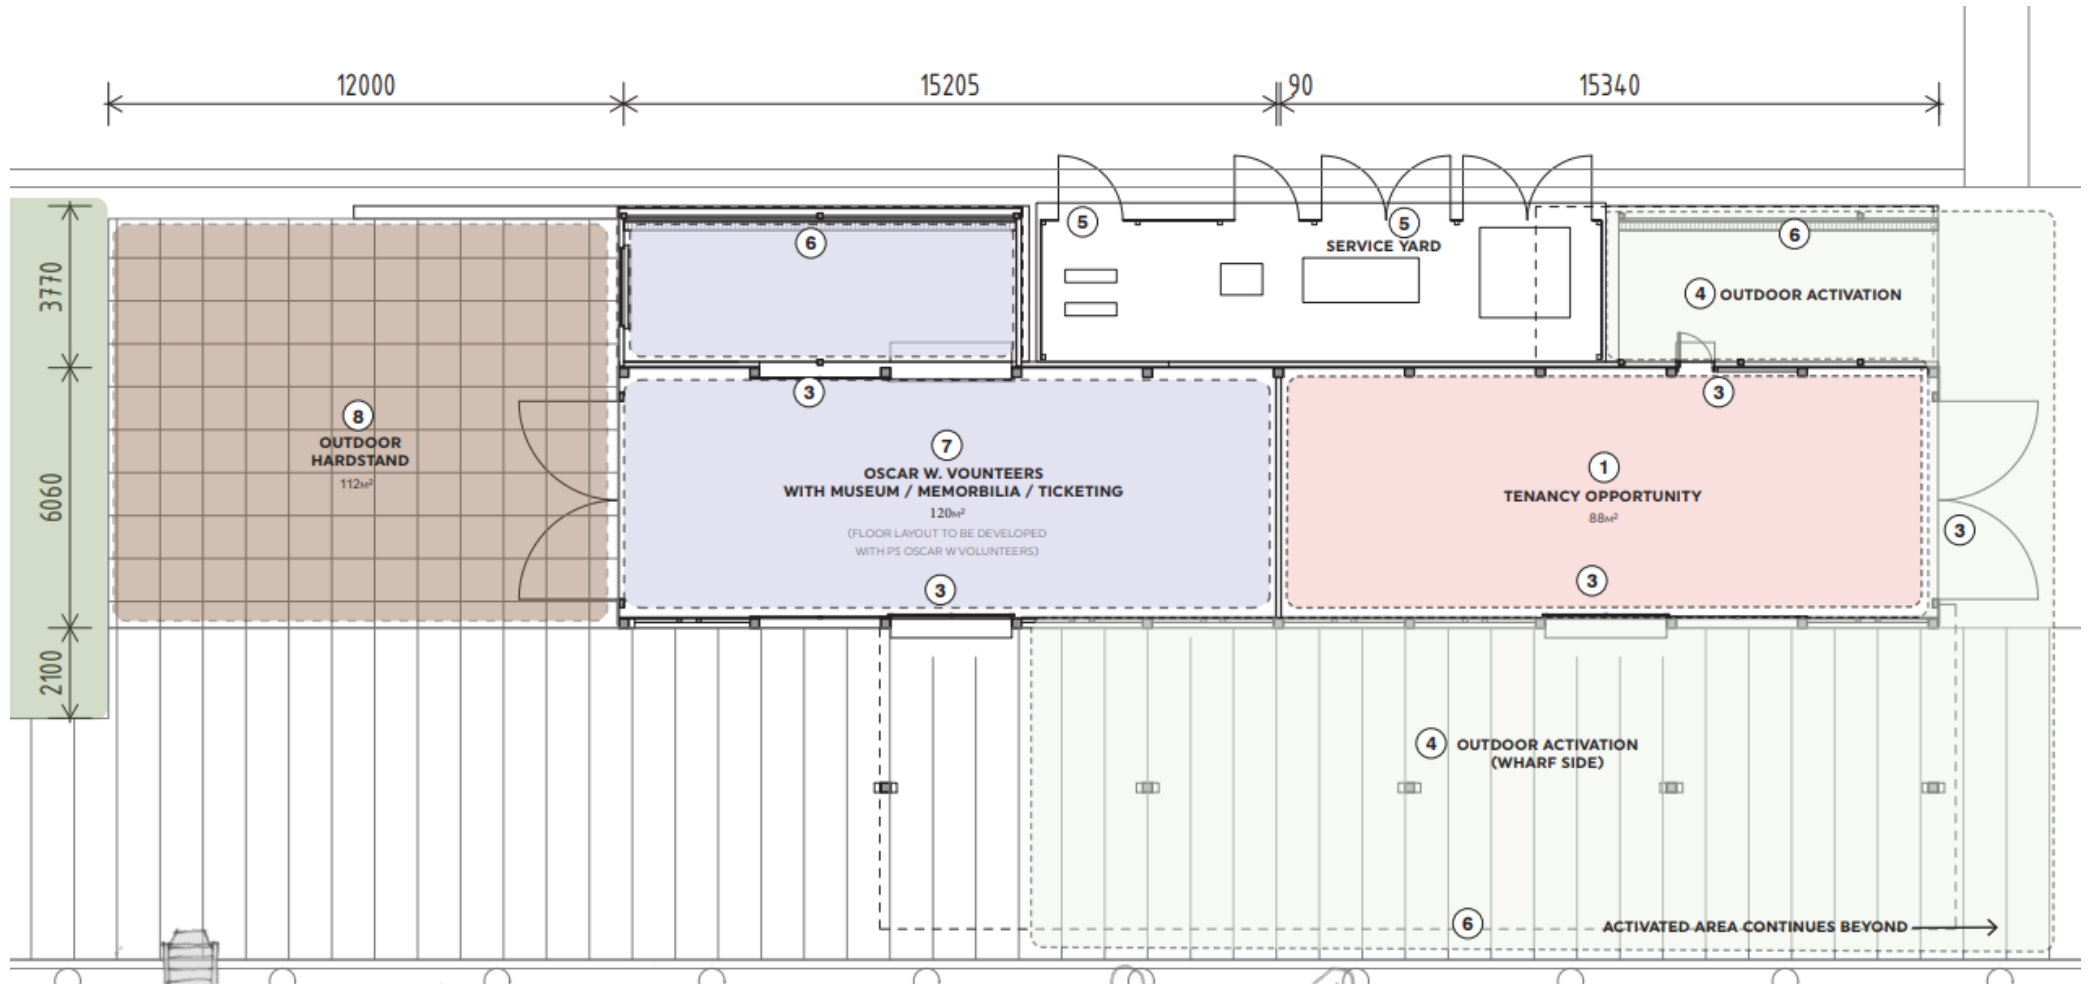 12000
15205
90
15340
3770
6060
2100
6
5
5
SERVICE YARD
6
4 OUTDOOR ACTIVATION
3
3
8
OUTDOOR
HARDSTAND
112M²
7
OSCAR W. VOUNTEERS
WITH MUSEUM / MEMORBILIA / TICKETING
120M²
(FLOOR LAYOUT TO BE DEVELOPED
WITH PS OSCAR W VOLUNTEERS)
3
1
TENANCY OPPORTUNITY
88M²
3
3
4 OUTDOOR ACTIVATION
(WHARF SIDE)
6
ACTIVATED AREA CONTINUES BEYOND